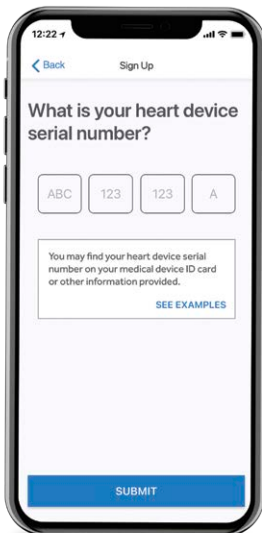 12:22
Back
Sign Up
What is your heart device
serial number?
ABC 123 123 A
You may find your heart device serial
number on your medical device ID card
or other information provided.
SEE EXAMPLES
SUBMIT